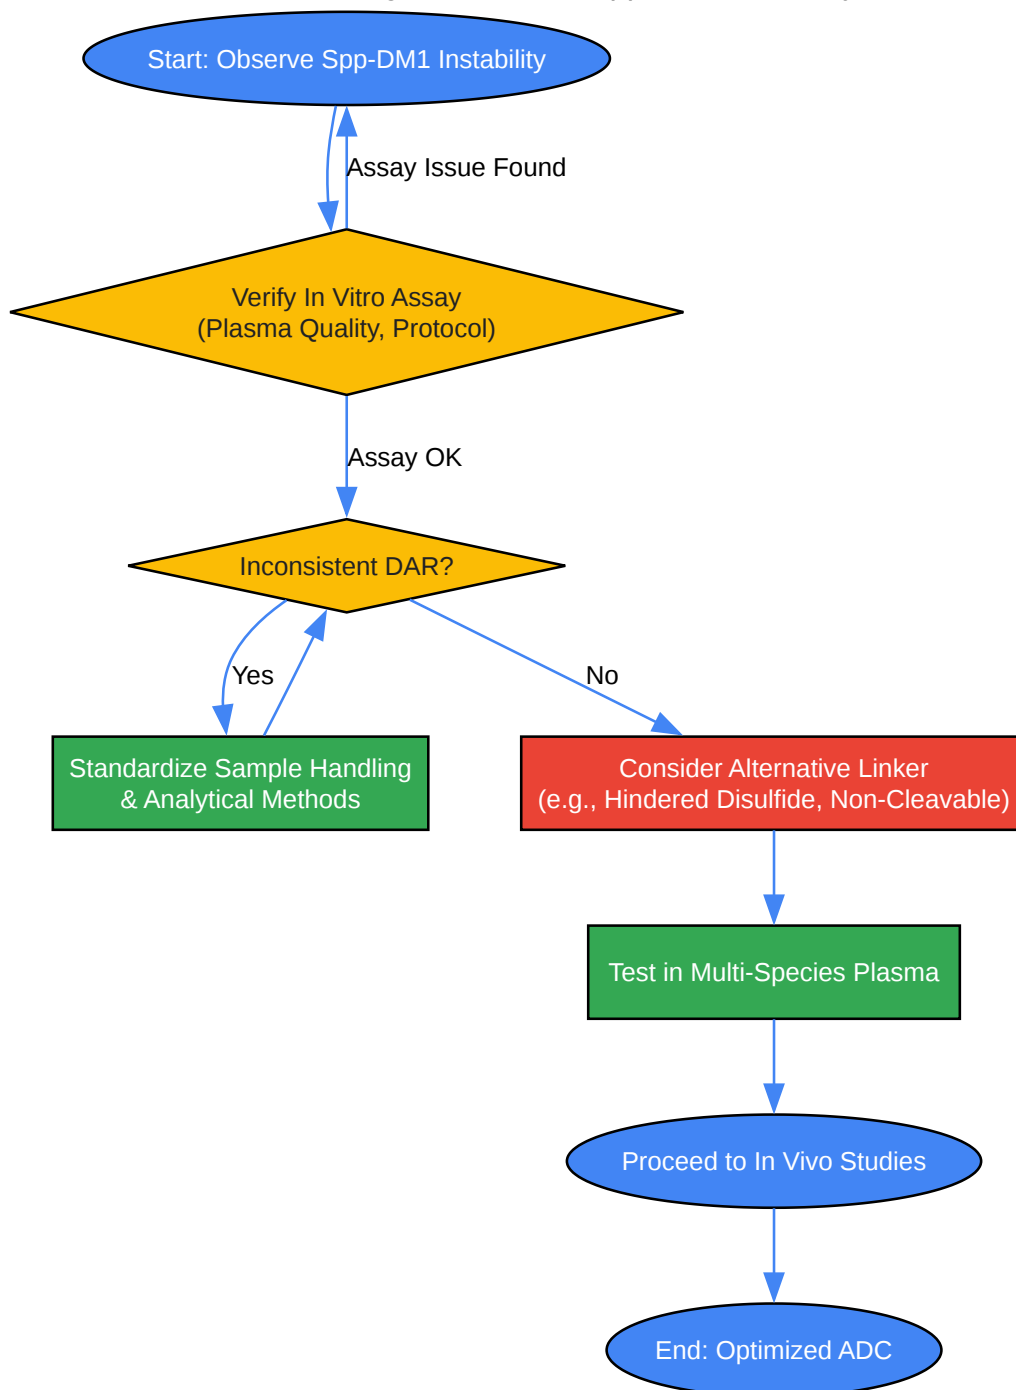 Start: Observe Spp-DM1 Instability
Assay Issue Found
Verify In Vitro Assay
(Plasma Quality, Protocol)
Assay OK
Inconsistent DAR?
Yes
No
Standardize Sample Handling
& Analytical Methods
Consider Alternative Linker
(e.g., Hindered Disulfide, Non-Cleavable)
Test in Multi-Species Plasma
Proceed to In Vivo Studies
End: Optimized ADC